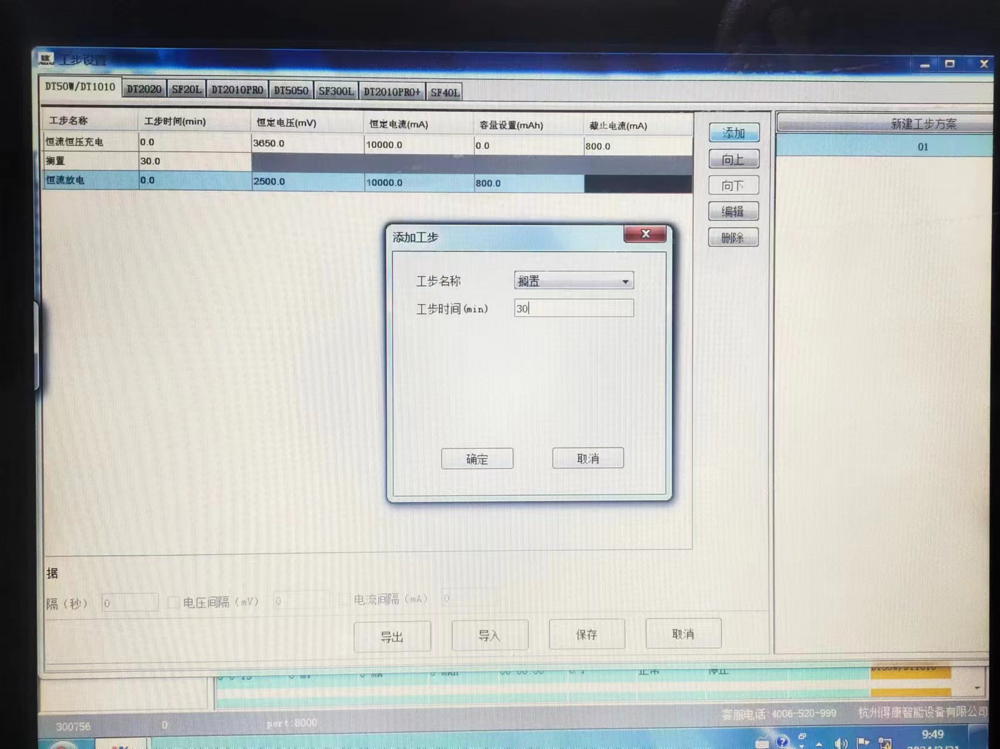 工步设置
DT50W/DT1010 DT2020 SF20L DT2010PRO DT5050 SF300L DT2010PRO+ SF40L
工步名称 工步时间(min) 恒定电压(mV) 恒定电流(mA) 容量设置(mAh) 截止电流(mA)
恒流恒压充电 0.0 3650.0 10000.0 0.0 800.0
搁置 30.0
恒流放电 0.0 2500.0 10000.0 800.0
添加
向上
向下
编辑
删除
新建工步方案
01
添加工步
工步名称 搁置
工步时间(min) 30
确定 取消
据
隔（秒） 0 电压间隔（mV） 0 电流间隔（mA） 0
导出 导入 保存 取消
正常 停止
客服电话:4006-520-999 杭州得康智能设备有限公司
300756 0 port:8000
9:49